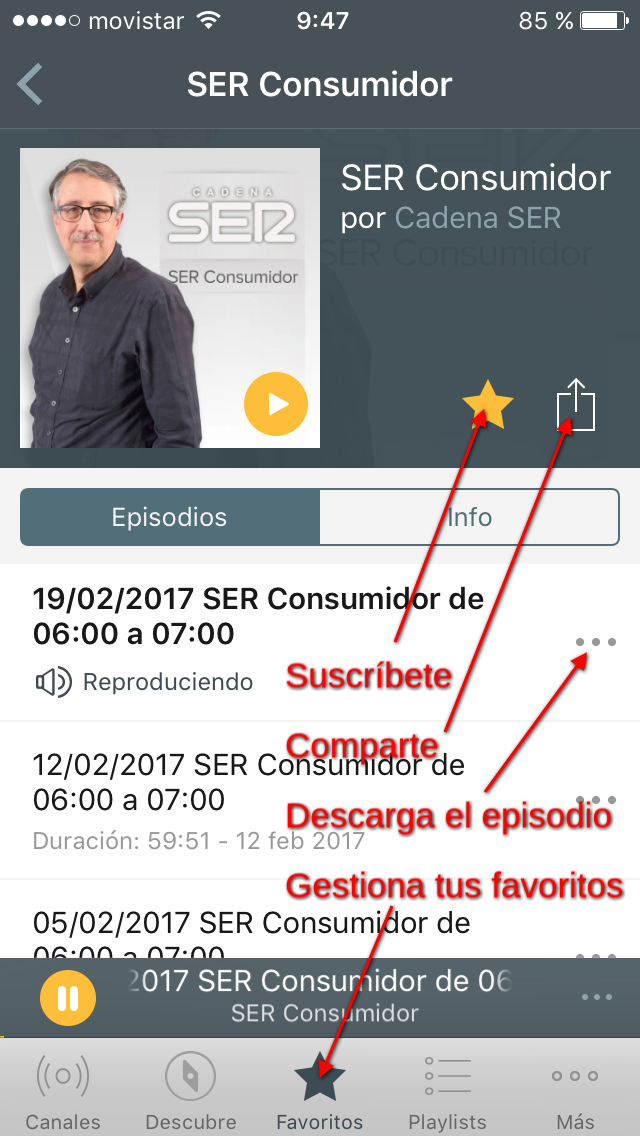 movistar 9:47 85 %
SER Consumidor
CADENA
SER
SER Consumidor
SER Consumidor
por Cadena SER
SER Consumidor
Episodios Info
19/02/2017 SER Consumidor de
06:00 a 07:00
Reproduciendo
Suscríbete
Comparte
12/02/2017 SER Consumidor de
06:00 a 07:00
Descarga el episodio
Duración: 59:51 - 12 feb 2017
Gestiona tus favoritos
05/02/2017 SER Consumidor de
06:00 a 07:00
2017 SER Consumidor de 06
SER Consumidor
Canales Descubre Favoritos Playlists Más